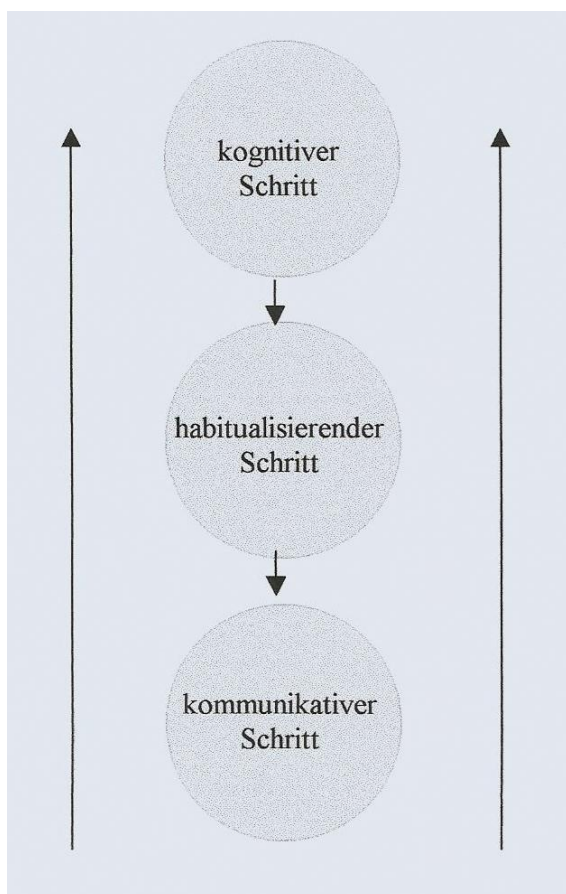 kognitiver
Schritt
habitualisierender
Schritt
kommunikativer
Schritt